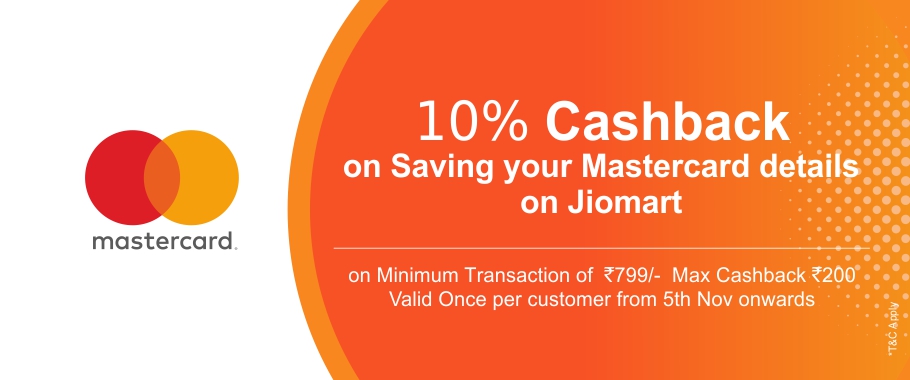 mastercard.
10% Cashback
on Saving your Mastercard details
on Jiomart
on Minimum Transaction of ₹799/- Max Cashback ₹200
Valid Once per customer from 5th Nov onwards
*T&C Apply